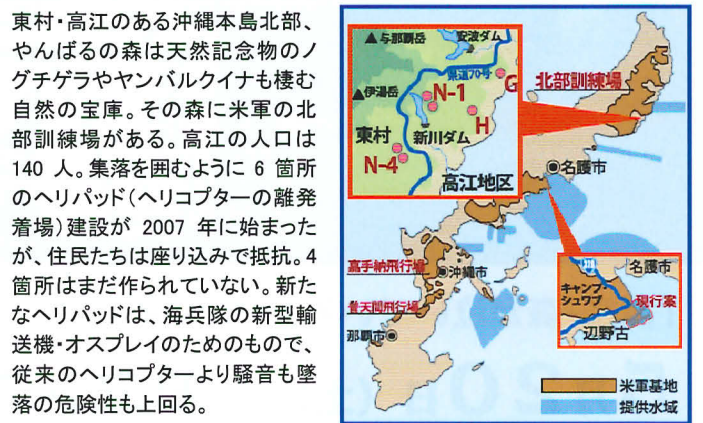 東村・高江のある沖縄本島北部、
やんばるの森は天然記念物のノ
グチゲラやヤンバルクイナも棲む
自然の宝庫。その森に米軍の北
部訓練場がある。高江の人口は
140 人。集落を囲むように 6 箇所
のヘリパッド(ヘリコプターの離発
着場)建設が 2007 年に始まった
が、住民たちは座り込みで抵抗。4
箇所はまだ作られていない。新た
なヘリパッドは、海兵隊の新型輸
送機・オスプレイのためのもので、
従来のヘリコプターより騒音も墜
落の危険性も上回る。
▲与那覇岳
安波ダム
県道70号
G
▲伊湯岳
N-1
H
東村
新川ダム
N-4
高江地区
北部訓練場
名護市
嘉手納飛行場
沖縄市
普天間飛行場
那覇市
名護市
キャンプ・
シュワブ
現行案
辺野古
米軍基地
提供水域